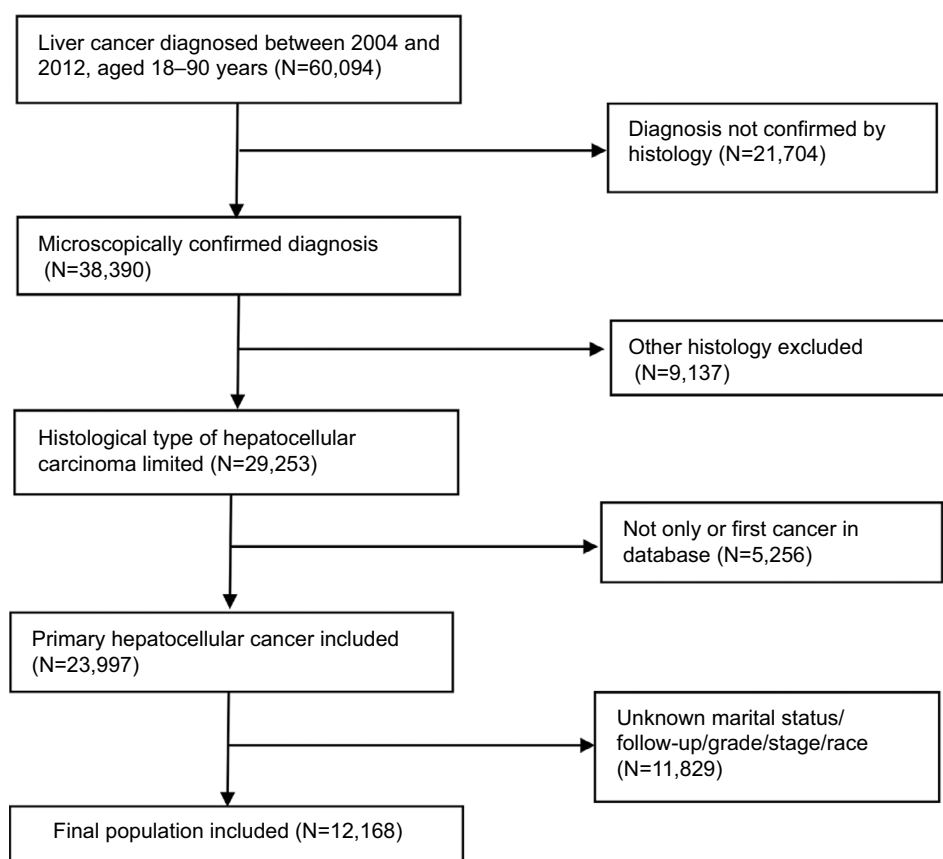 Liver cancer diagnosed between 2004 and
2012, aged 18–90 years (N=60,094)
Diagnosis not confirmed by
histology (N=21,704)
Microscopically confirmed diagnosis
(N=38,390)
Other histology excluded
(N=9,137)
Histological type of hepatocellular
carcinoma limited (N=29,253)
Not only or first cancer in
database (N=5,256)
Primary hepatocellular cancer included
(N=23,997)
Unknown marital status/
follow-up/grade/stage/race
(N=11,829)
Final population included (N=12,168)